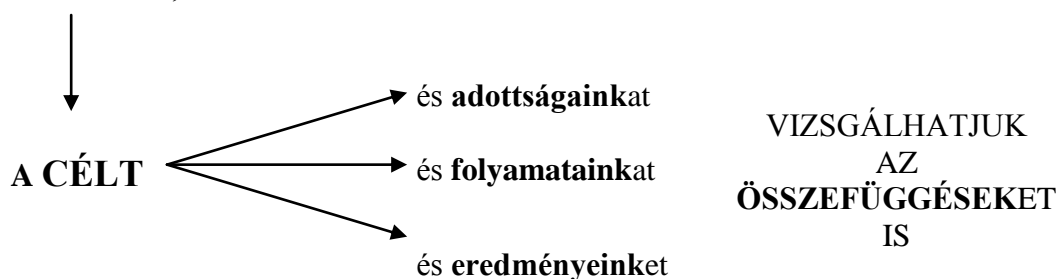 A CÉLT
és adottságainkat
és folyamatainkat
és eredményeinket
VIZSGÁLHATJUK
AZ
ÖSSZEFÜGGÉSEKET
IS